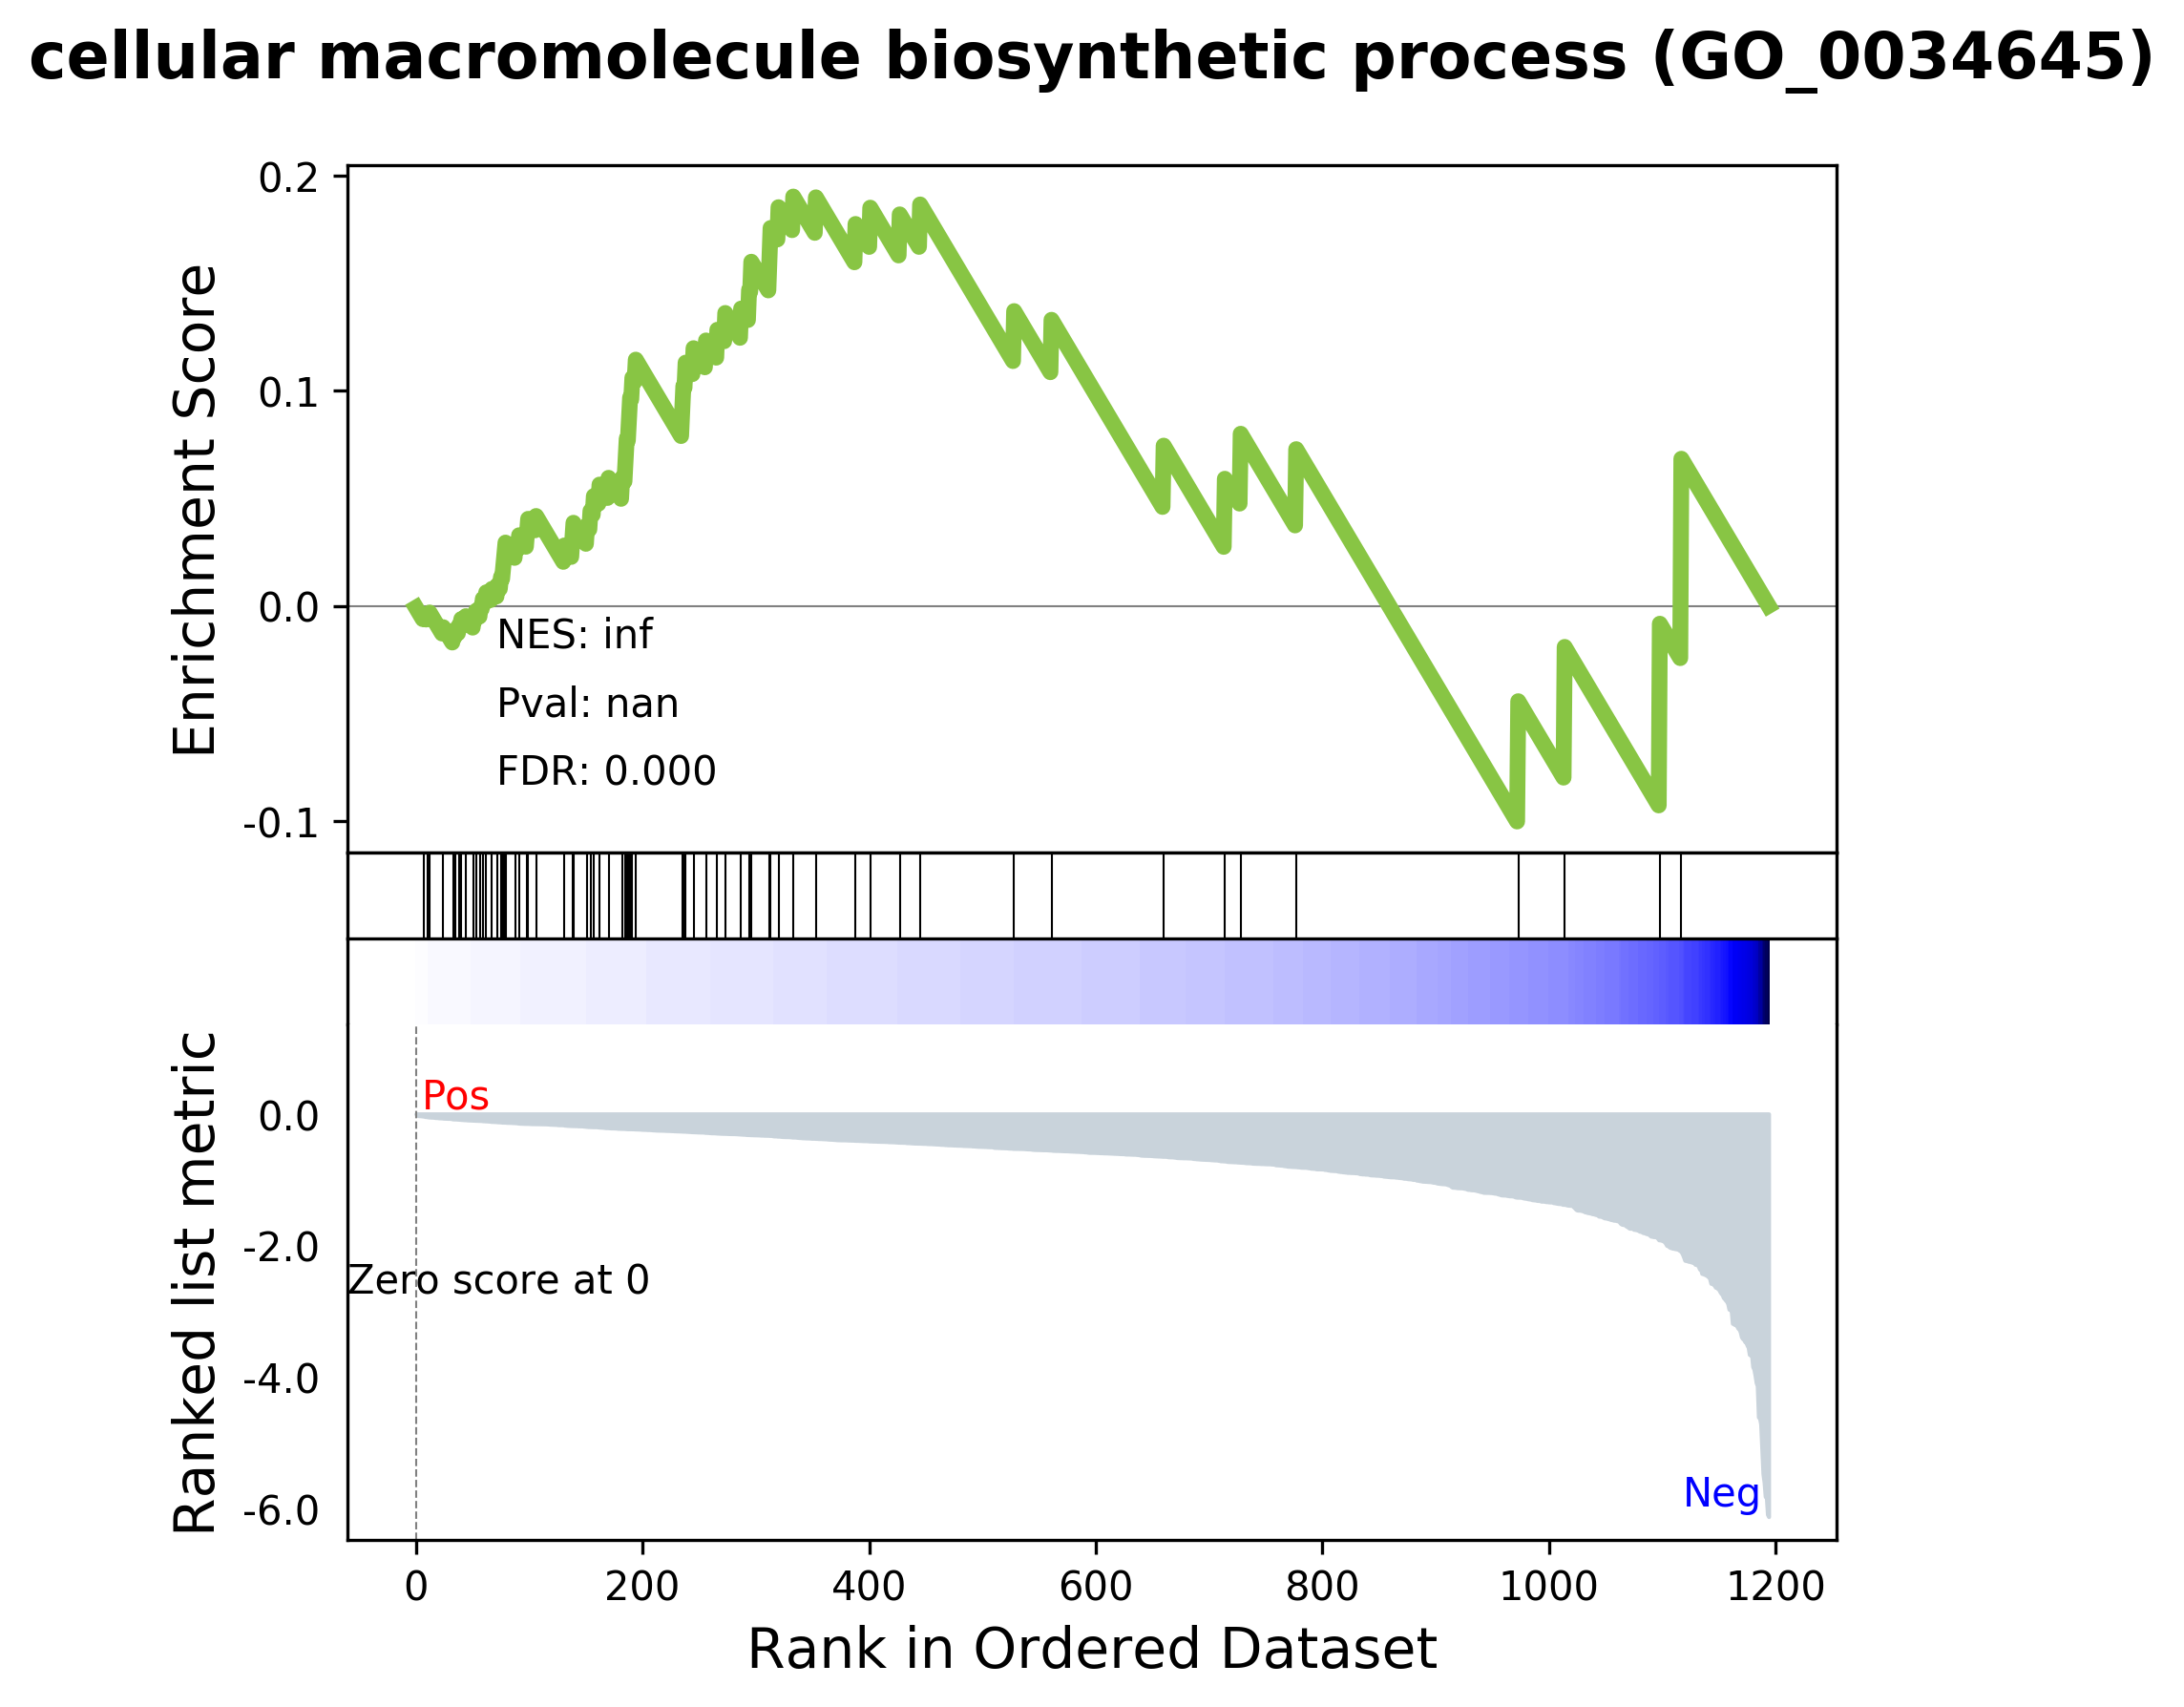 cellular macromolecule biosynthetic process (GO_0034645)
Enrichment Score
0.2
0.1
0.0
-0.1
NES: inf
Pval: nan
FDR: 0.000
Ranked list metric
Pos
0.0
-2.0
Zero score at 0
-4.0
-6.0
Neg
0 200 400 600 800 1000 1200
Rank in Ordered Dataset